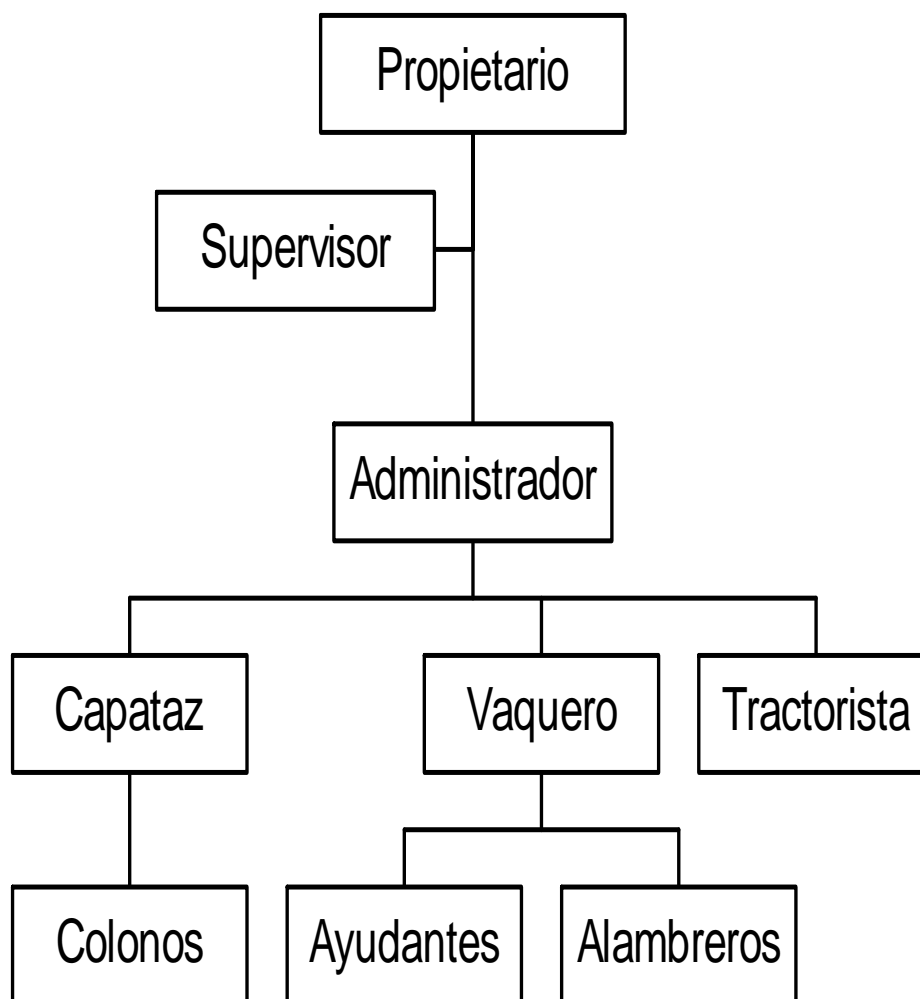 Propietario
Supervisor
Administrador
Capataz
Vaquero
Tractorista
Colonos
Ayudantes
Alambreros